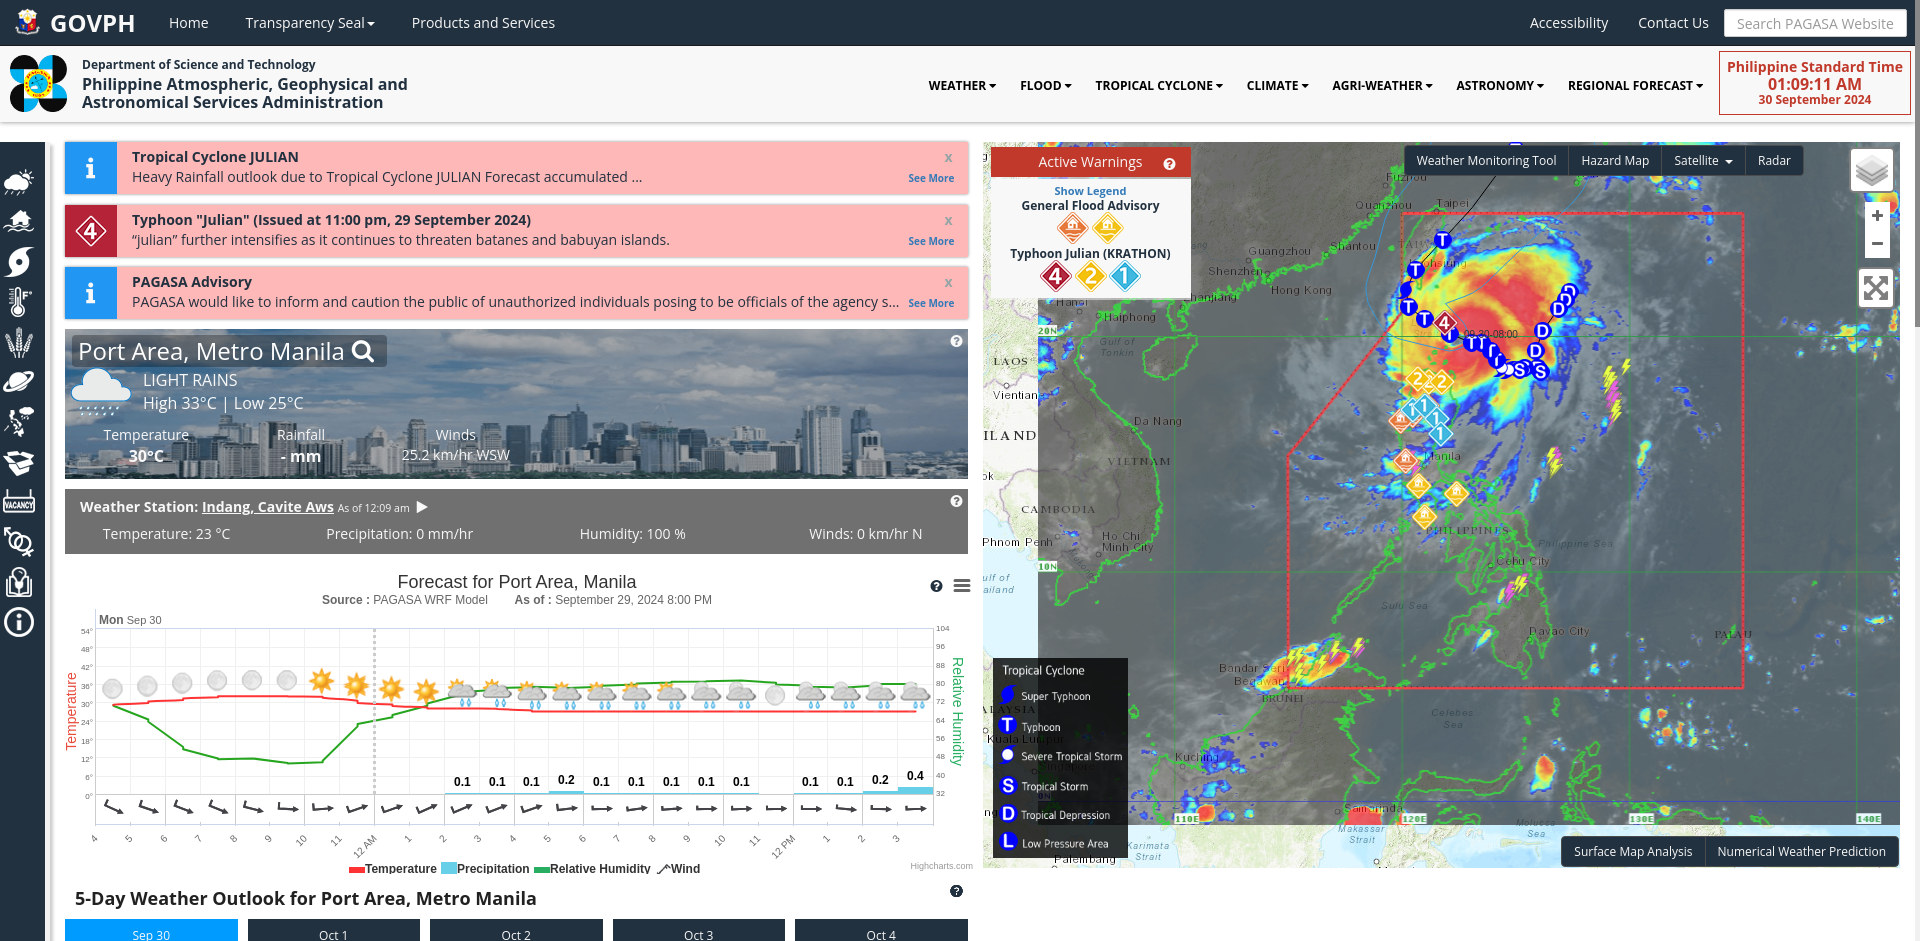 GOVPH
Home
Transparency Seal
Products and Services
Accessibility
Contact Us
Search PAGASA Website
Department of Science and Technology
Philippine Atmospheric, Geophysical and
Astronomical Services Administration
WEATHER
FLOOD
TROPICAL CYCLONE
CLIMATE
AGRI-WEATHER
ASTRONOMY
REGIONAL FORECAST
Philippine Standard Time
01:09:11 AM
30 September 2024
Tropical Cyclone JULIAN
x
Heavy Rainfall outlook due to Tropical Cyclone JULIAN Forecast accumulated ...
See More
4
Typhoon "Julian" (Issued at 11:00 pm, 29 September 2024)
x
“julian” further intensifies as it continues to threaten batanes and babuyan islands.
See More
PAGASA Advisory
x
PAGASA would like to inform and caution the public of unauthorized individuals posing to be officials of the agency s...
See More
VACANCY
Port Area, Metro Manila
LIGHT RAINS
High 33°C | Low 25°C
Temperature
Rainfall
Winds
30°C
- mm
25.2 km/hr WSW
Weather Station: Indang, Cavite Aws As of 12:09 am
Temperature: 23 °C
Precipitation: 0 mm/hr
Humidity: 100 %
Winds: 0 km/hr N
Forecast for Port Area, Manila
Source : PAGASA WRF Model As of : September 29, 2024 8:00 PM
Mon Sep 30
54°
48°
42°
36°
30°
24°
18°
12°
6°
0°
Temperature
104
96
88
80
72
64
56
48
40
32
Relative Humidity
0.1
0.1
0.1
0.2
0.1
0.1
0.1
0.1
0.1
0.1
0.1
0.2
0.4
4
5
6
7
8
9
10
11
12 AM
1
2
3
4
5
6
7
8
9
10
11
12 PM
1
2
3
Temperature
Precipitation
Relative Humidity
Wind
Highcharts.com
5-Day Weather Outlook for Port Area, Metro Manila
Sep 30
Oct 1
Oct 2
Oct 3
Oct 4
Active Warnings
Show Legend
General Flood Advisory
Typhoon Julian (KRATHON)
4
2
1
Weather Monitoring Tool
Hazard Map
Satellite
Radar
+
−
Fuzhou
Quanzhou
Taipei
Guangzhou
Shantou
Shenzhen
Hong Kong
Zhanjiang
Hanoi
Haiphong
20N
Gulf of
Tonkin
LAOS
Vientian
Da Nang
ILAND
VIETNAM
CAMBODIA
Phnom Penh
Ho Chi
Minh City
10N
09-30-08:00
Manila
PHILIPPINES
Philippine Sea
Cebu City
Sulu Sea
Davao City
PALAU
Bandar Seri
Begawan
BRUNEI
Celebes
Sea
Kuala Lumpur
Kuching
Samarinda
Makassar
Strait
Molucca
Sea
Karimata
Strait
Palembang
110E
120E
130E
140E
Tropical Cyclone
Super Typhoon
T Typhoon
Severe Tropical Storm
S Tropical Storm
D Tropical Depression
L Low Pressure Area
Surface Map Analysis
Numerical Weather Prediction